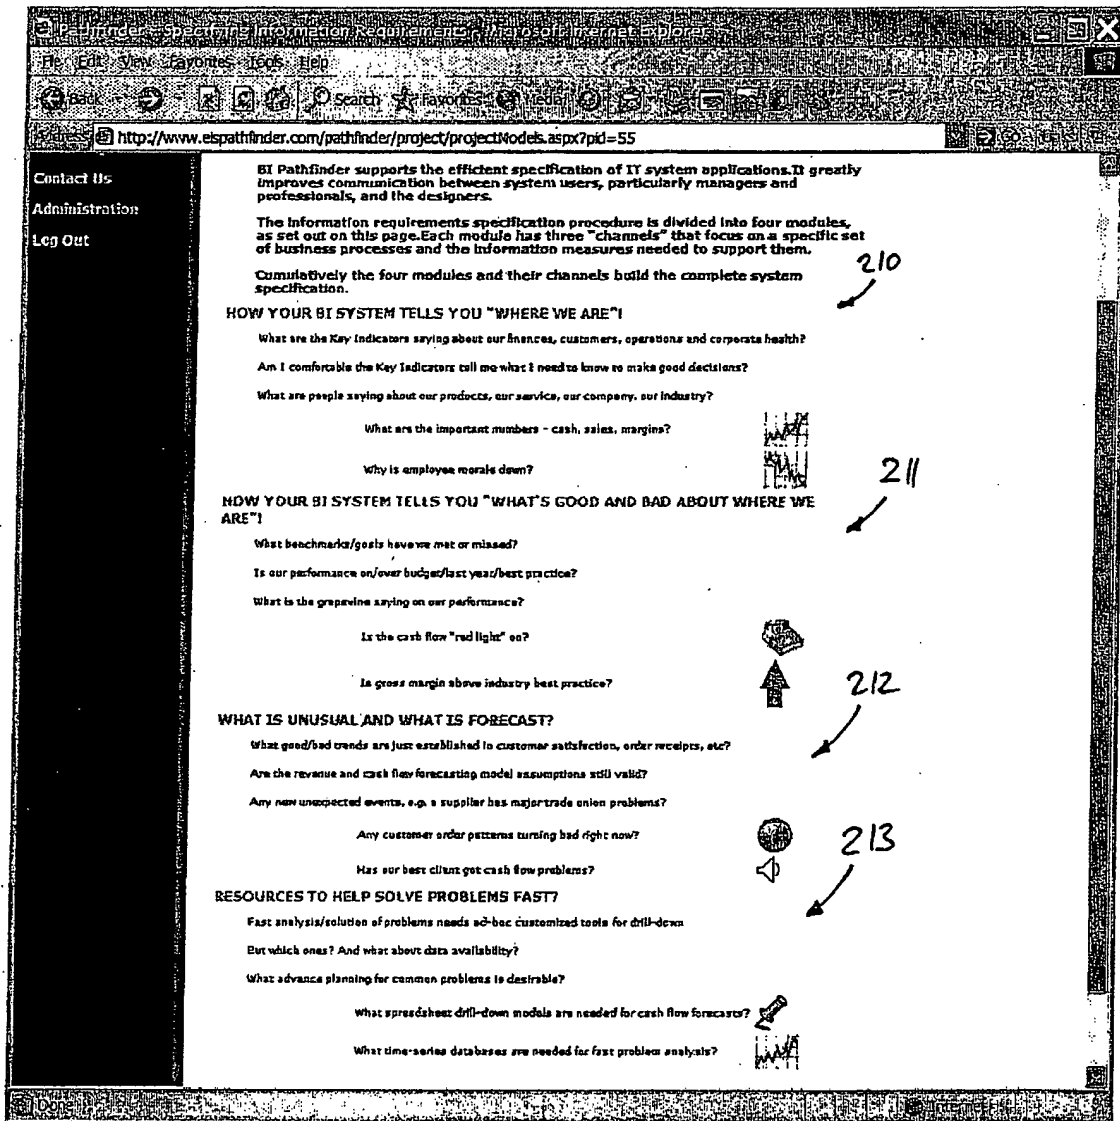 Pathfinder - Specifying Information Requirements - Microsoft Internet Explorer
File Edit View Favorites Tools Help
Back Search Favorites Media
Address http://www.eispathfinder.com/pathfinder/project/projectModels.aspx?pid=55 Go
Contact Us
Administration
Log Out
BI Pathfinder supports the efficient specification of IT system applications.It greatly
improves communication between system users, particularly managers and
professionals, and the designers.
The information requirements specification procedure is divided into four modules,
as set out on this page.Each module has three "channels" that focus on a specific set
of business processes and the information measures needed to support them.
Cumulatively the four modules and their channels build the complete system
specification.
210
HOW YOUR BI SYSTEM TELLS YOU "WHERE WE ARE"!
What are the Key Indicators saying about our finances, customers, operations and corporate health?
Am I comfortable the Key Indicators tell me what I need to know to make good decisions?
What are people saying about our products, our service, our company, our industry?
What are the important numbers - cash, sales, margins?
Why is employee morale down?
211
HOW YOUR BI SYSTEM TELLS YOU "WHAT'S GOOD AND BAD ABOUT WHERE WE
ARE"!
What benchmarks/goals have we met or missed?
Is our performance on/over budget/last year/best practice?
What is the grapevine saying on our performance?
Is the cash flow "red light" on?
Is gross margin above industry best practice?
212
WHAT IS UNUSUAL AND WHAT IS FORECAST?
What good/bad trends are just established in customer satisfaction, order receipts, etc?
Are the revenue and cash flow forecasting model assumptions still valid?
Any new unexpected events, e.g. a supplier has major trade union problems?
Any customer order patterns turning bad right now?
213
Has our best client got cash flow problems?
RESOURCES TO HELP SOLVE PROBLEMS FAST?
Fast analysis/solution of problems needs ad-hoc customized tools for drill-down
But which ones? And what about data availability?
What advance planning for common problems is desirable?
What spreadsheet drill-down models are needed for cash flow forecasts?
What time-series databases are needed for fast problem analysis?
Done Internet